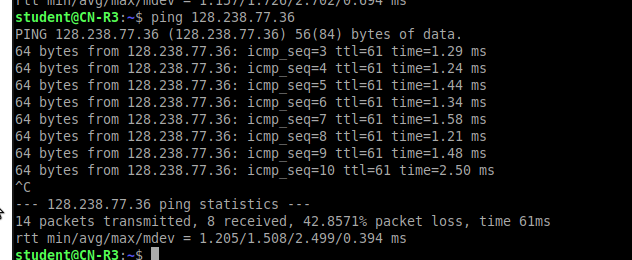 rtt min/avg/max/mdev = 1.157/1.726/2.702/0.694 ms
student@CN-R3:~$ ping 128.238.77.36
PING 128.238.77.36 (128.238.77.36) 56(84) bytes of data.
64 bytes from 128.238.77.36: icmp_seq=3 ttl=61 time=1.29 ms
64 bytes from 128.238.77.36: icmp_seq=4 ttl=61 time=1.24 ms
64 bytes from 128.238.77.36: icmp_seq=5 ttl=61 time=1.44 ms
64 bytes from 128.238.77.36: icmp_seq=6 ttl=61 time=1.34 ms
64 bytes from 128.238.77.36: icmp_seq=7 ttl=61 time=1.58 ms
64 bytes from 128.238.77.36: icmp_seq=8 ttl=61 time=1.21 ms
64 bytes from 128.238.77.36: icmp_seq=9 ttl=61 time=1.48 ms
64 bytes from 128.238.77.36: icmp_seq=10 ttl=61 time=2.50 ms
^C
--- 128.238.77.36 ping statistics ---
14 packets transmitted, 8 received, 42.8571% packet loss, time 61ms
rtt min/avg/max/mdev = 1.205/1.508/2.499/0.394 ms
student@CN-R3:~$